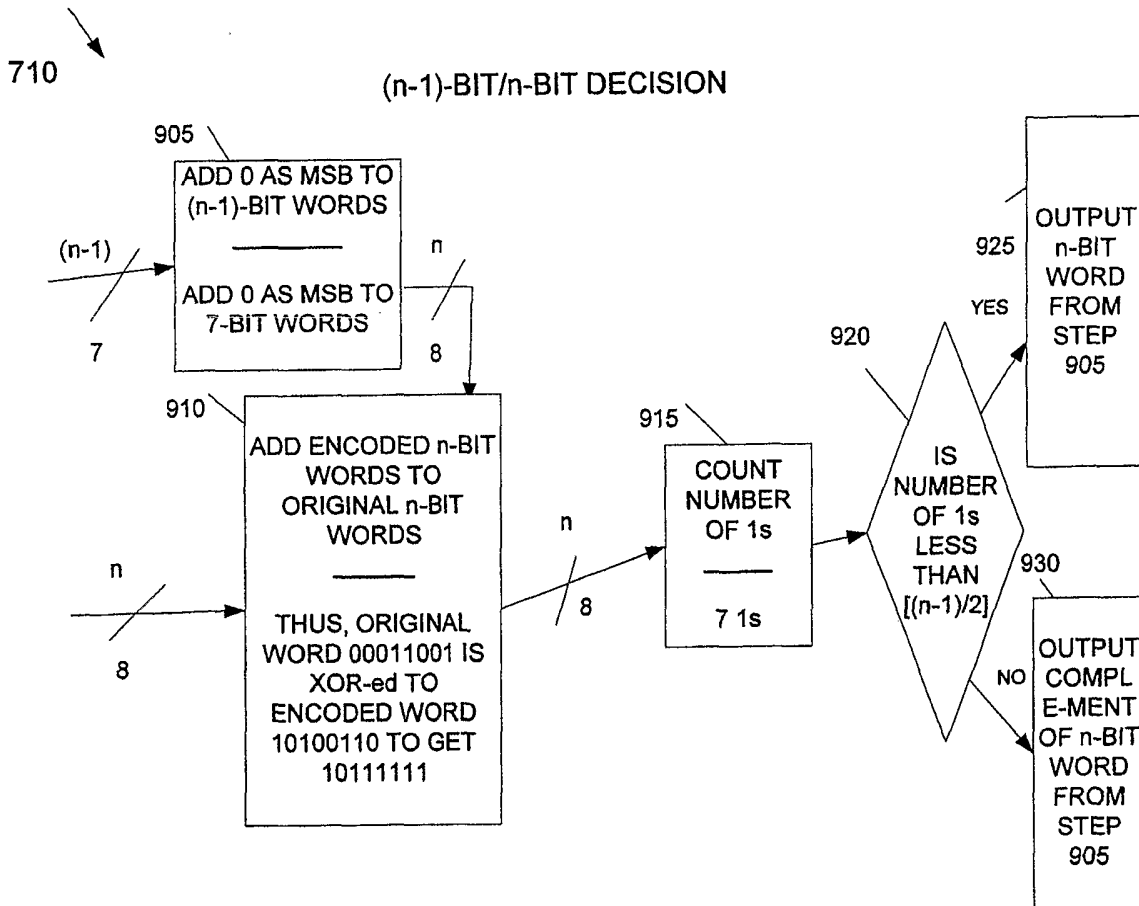 710
(n-1)-BIT/n-BIT DECISION
905
ADD 0 AS MSB TO
(n-1)-BIT WORDS
ADD 0 AS MSB TO
7-BIT WORDS
(n-1)
7
n
8
910
ADD ENCODED n-BIT
WORDS TO
ORIGINAL n-BIT
WORDS
THUS, ORIGINAL
WORD 00011001 IS
XOR-ed TO
ENCODED WORD
10100110 TO GET
10111111
n
8
n
8
915
COUNT
NUMBER
OF 1s
7 1s
920
IS
NUMBER
OF 1s
LESS
THAN
[(n-1)/2]
YES
925
OUTPUT
n-BIT
WORD
FROM
STEP
905
NO
930
OUTPUT
COMPL
E-MENT
OF n-BIT
WORD
FROM
STEP
905